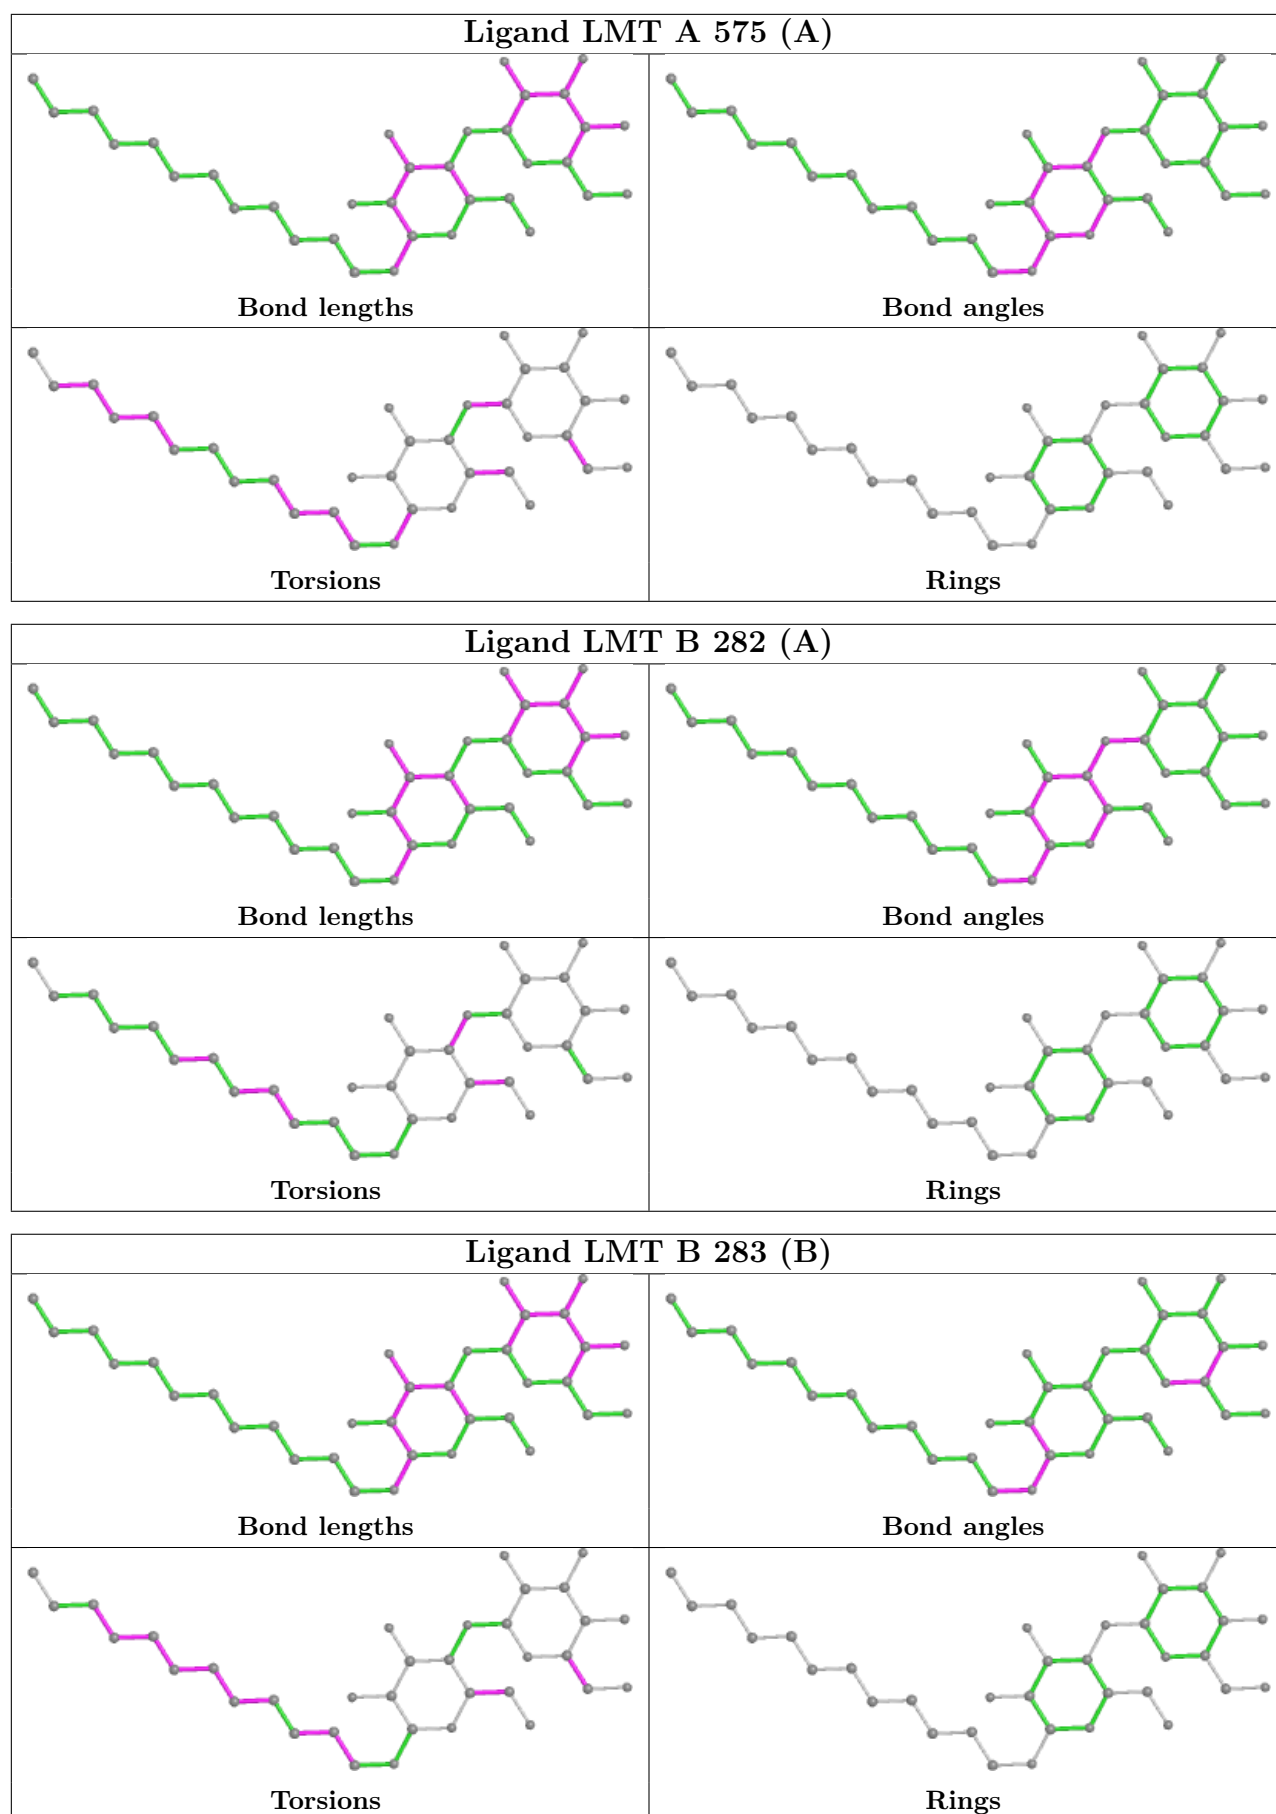 Ligand LMT A 575 (A)
Bond lengths
Bond angles
Torsions
Rings
Ligand LMT B 282 (A)
Bond lengths
Bond angles
Torsions
Rings
Ligand LMT B 283 (B)
Bond lengths
Bond angles
Torsions
Rings